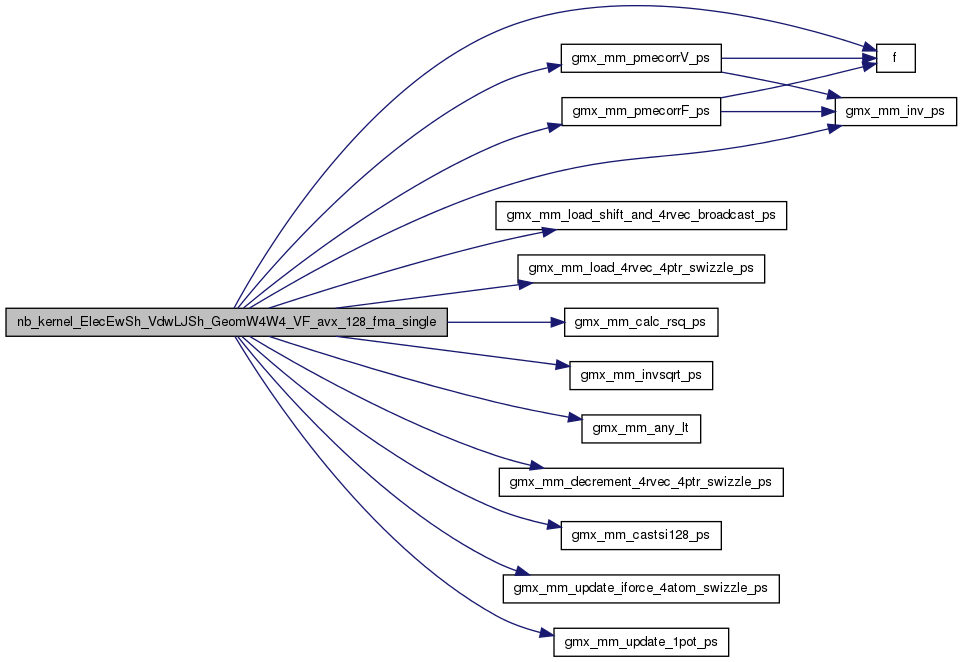 gmx_mm_pmecorrV_ps
f
gmx_mm_pmecorrF_ps
gmx_mm_inv_ps
gmx_mm_load_shift_and_4rvec_broadcast_ps
gmx_mm_load_4rvec_4ptr_swizzle_ps
nb_kernel_ElecEwSh_VdwLJSh_GeomW4W4_VF_avx_128_fma_single
gmx_mm_calc_rsq_ps
gmx_mm_invsqrt_ps
gmx_mm_any_lt
gmx_mm_decrement_4rvec_4ptr_swizzle_ps
gmx_mm_castsi128_ps
gmx_mm_update_iforce_4atom_swizzle_ps
gmx_mm_update_1pot_ps